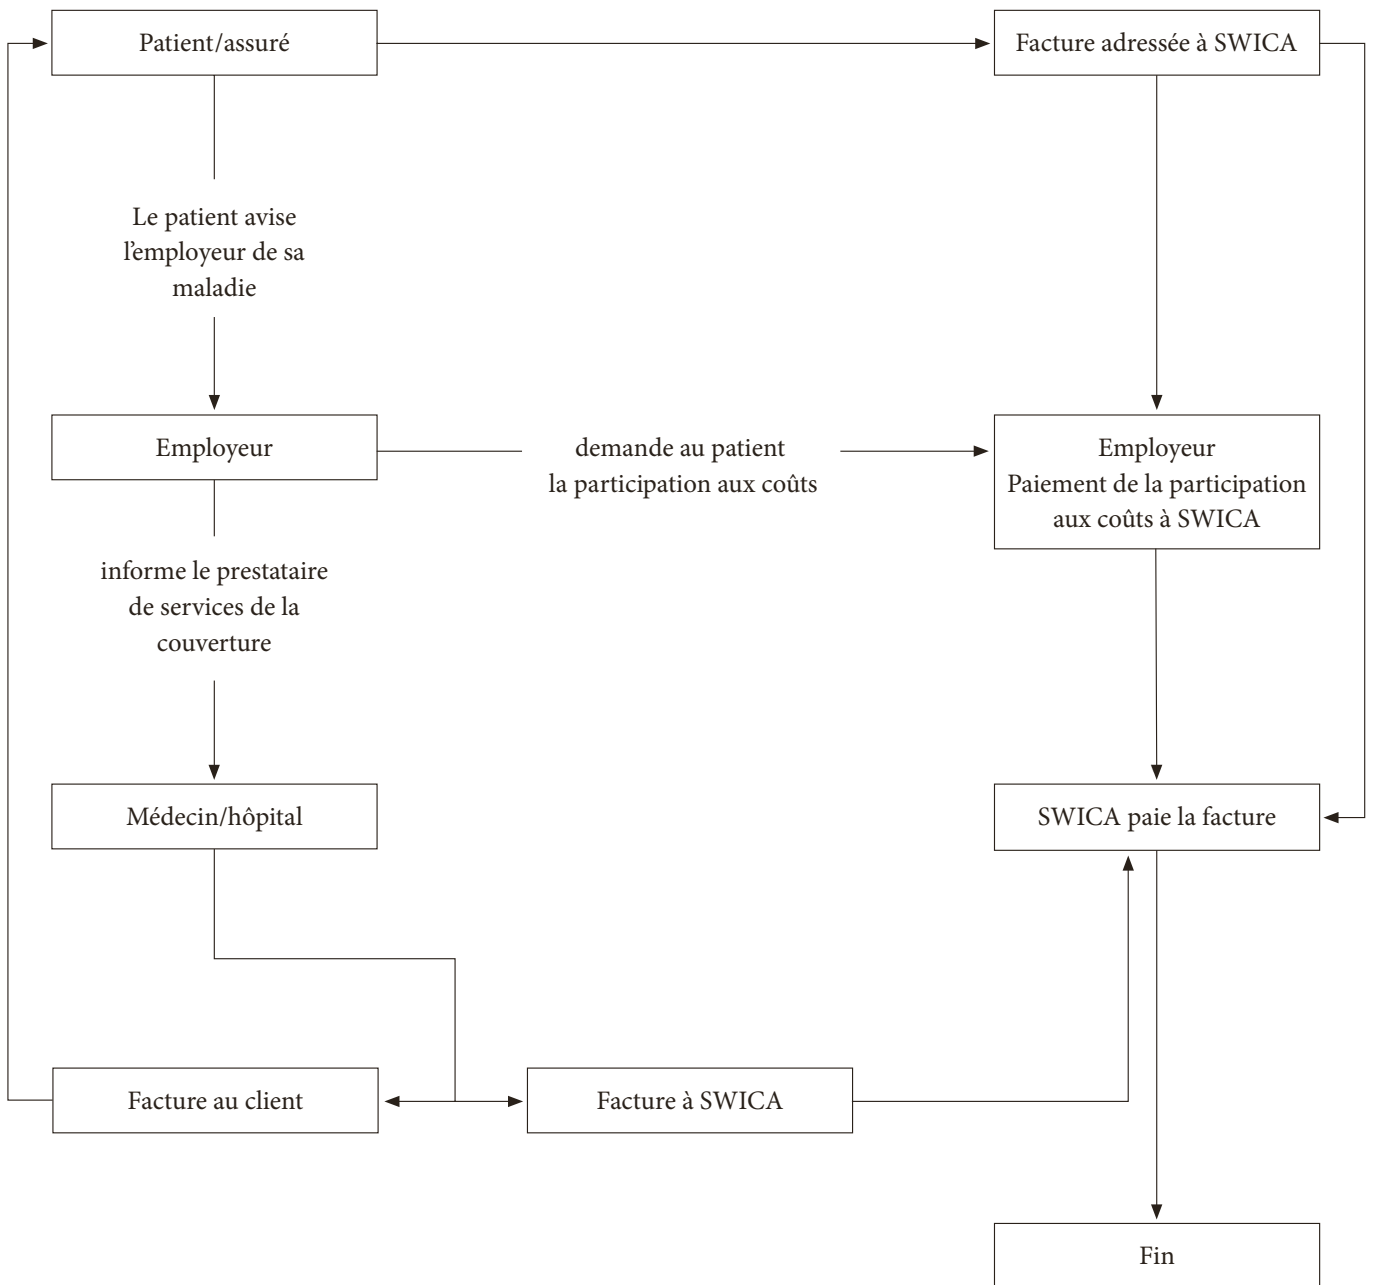 Patient/assuré
Facture adressée à SWICA
Le patient avise
l'employeur de sa
maladie
Employeur
demande au patient
la participation aux coûts
Employeur
Paiement de la participation
aux coûts à SWICA
informe le prestataire
de services de la
couverture
Médecin/hôpital
SWICA paie la facture
Facture au client
Facture à SWICA
Fin